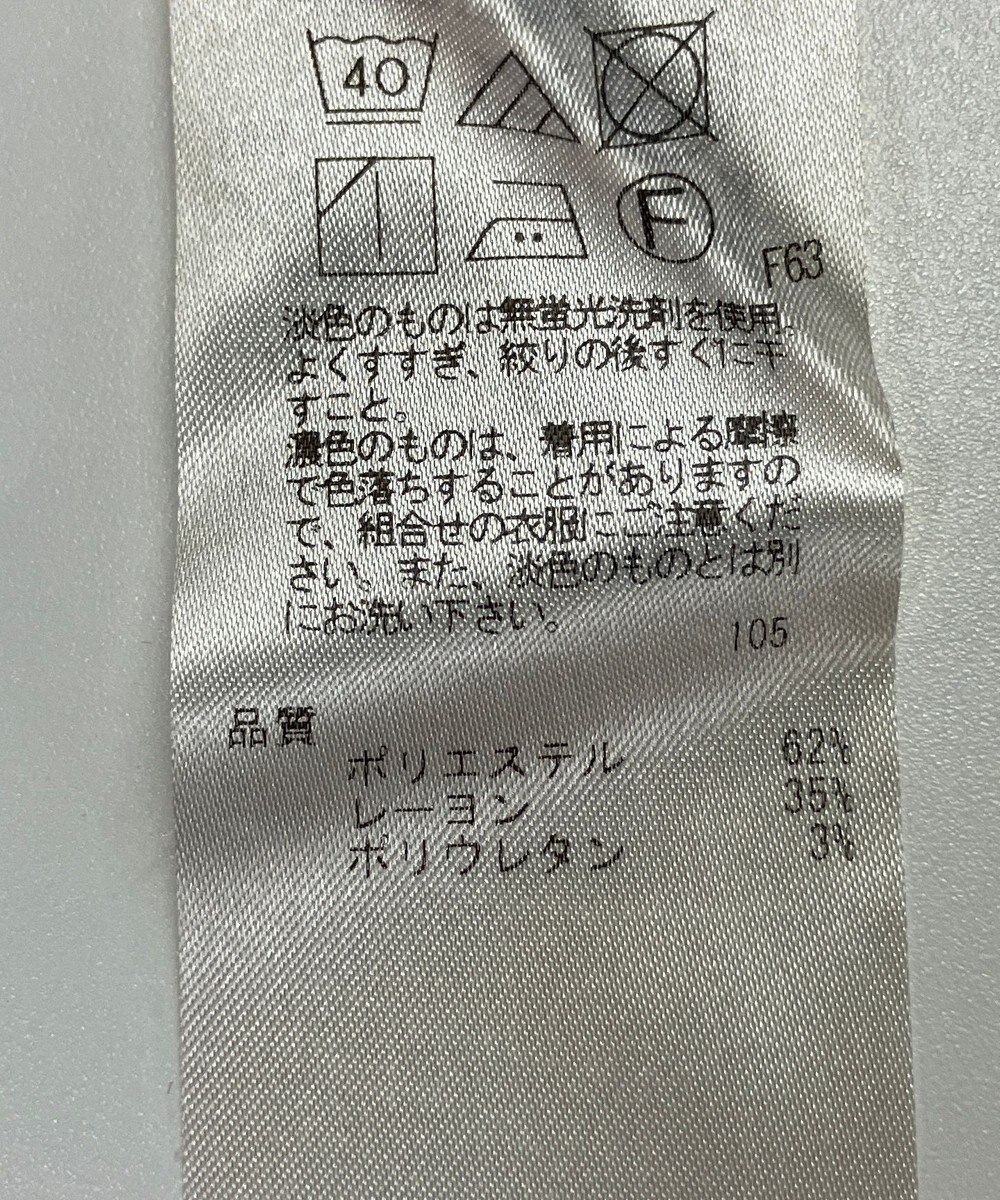 40
F
F63
淡色のものは無蛍光洗剤を使用。
よくすすぎ、絞りの後すぐに干
すこと。
濃色のものは、着用による摩擦
で色落ちすることがありますの
で、組合せの衣服にご注意くだ
さい。また、淡色のものとは別
にお洗い下さい。
105
品質
ポリエステル 62%
レーヨン 35%
ポリウレタン 3%